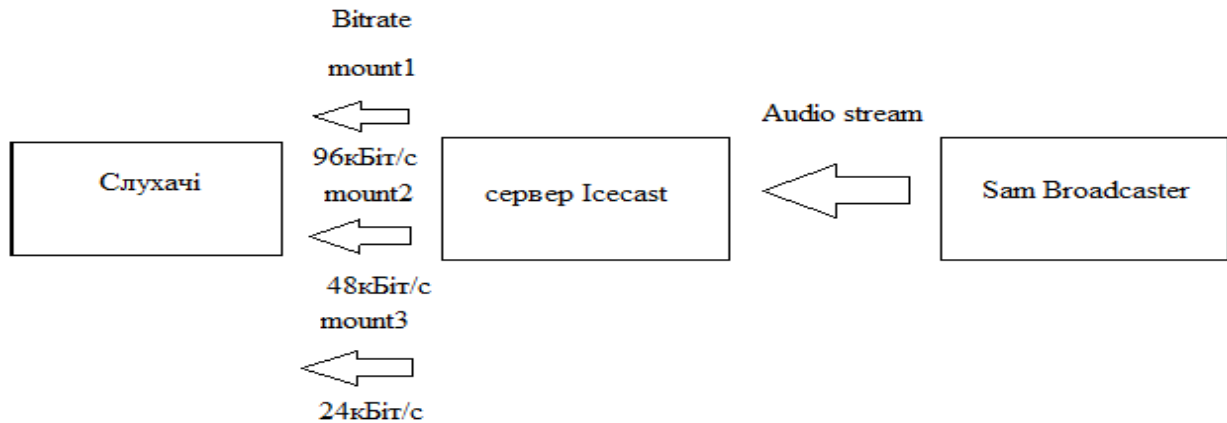 Bitrate
mount1
Audio stream
Слухачі
96кБіт/с
mount2
сервер Icecast
Sam Broadcaster
48кБіт/с
mount3
24кБіт/с